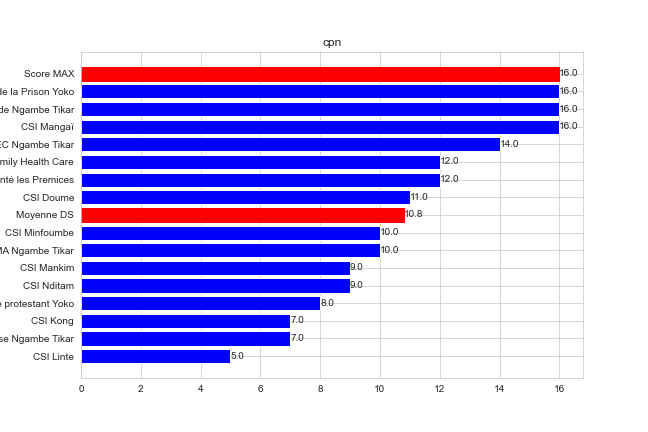 cpn
Score MAX 16.0
de la Prison Yoko 16.0
de Ngambe Tikar 16.0
CSI Mangaï 16.0
EC Ngambe Tikar 14.0
mily Health Care 12.0
nté les Premices 12.0
CSI Doume 11.0
Moyenne DS 10.8
CSI Minfoumbe 10.0
MA Ngambe Tikar 10.0
CSI Mankim 9.0
CSI Nditam 9.0
e protestant Yoko 8.0
CSI Kong 7.0
se Ngambe Tikar 7.0
CSI Linte 5.0
0 2 4 6 8 10 12 14 16